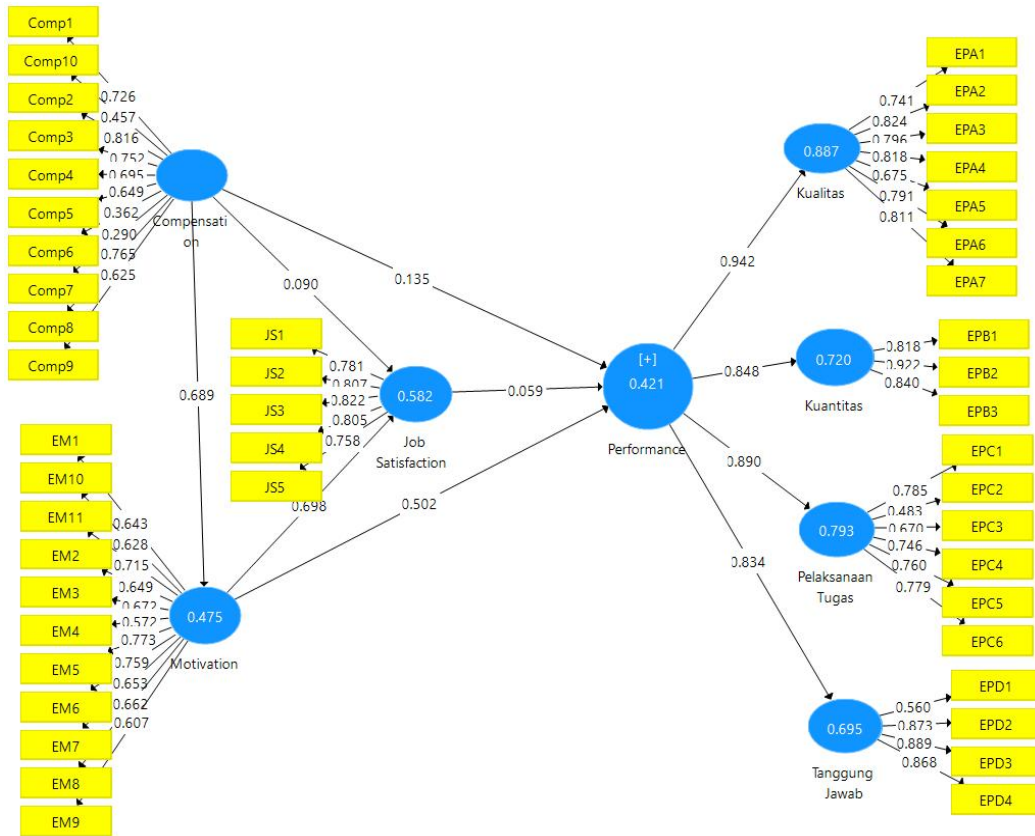 Comp1
Comp10
Comp2
Comp3
Comp4
Comp5
Comp6
Comp7
Comp8
Comp9
0.726
0.457
0.816
0.752
0.695
0.649
0.362
0.290
0.765
0.625
Compensati
on
0.689
0.090
0.135
JS1
JS2
JS3
JS4
JS5
0.781
0.807
0.822
0.805
0.758
0.582
Job
Satisfaction
0.059
0.698
0.502
EM1
EM10
EM11
EM2
EM3
EM4
EM5
EM6
EM7
EM8
EM9
0.643
0.628
0.715
0.649
0.672
0.572
0.773
0.759
0.653
0.662
0.607
0.475
Motivation
[+]
0.421
Performance
0.942
0.848
0.890
0.834
0.887
Kualitas
0.741
0.824
0.796
0.818
0.675
0.791
0.811
EPA1
EPA2
EPA3
EPA4
EPA5
EPA6
EPA7
0.720
Kuantitas
0.818
0.922
0.840
EPB1
EPB2
EPB3
0.793
Pelaksanaan
Tugas
0.785
0.483
0.670
0.746
0.760
0.779
EPC1
EPC2
EPC3
EPC4
EPC5
EPC6
0.695
Tanggung
Jawab
0.560
0.873
0.889
0.868
EPD1
EPD2
EPD3
EPD4